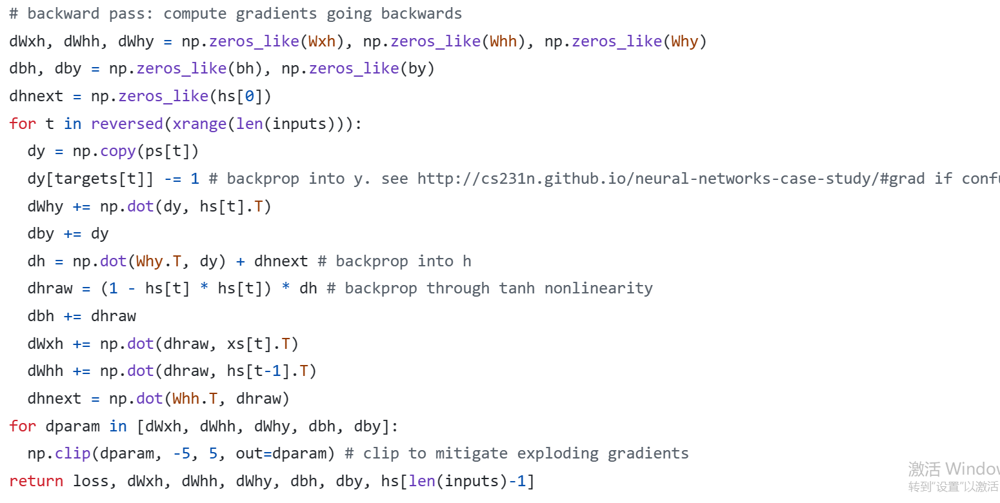 # backward pass: compute gradients going backwards
dWxh, dWhh, dWhy = np.zeros_like(Wxh), np.zeros_like(Whh), np.zeros_like(Why)
dbh, dby = np.zeros_like(bh), np.zeros_like(by)
dhnext = np.zeros_like(hs[0])
for t in reversed(xrange(len(inputs))):
  dy = np.copy(ps[t])
  dy[targets[t]] -= 1 # backprop into y. see http://cs231n.github.io/neural-networks-case-study/#grad if
  dWhy += np.dot(dy, hs[t].T)
  dby += dy
  dh = np.dot(Why.T, dy) + dhnext # backprop into h
  dhraw = (1 - hs[t] * hs[t]) * dh # backprop through tanh nonlinearity
  dbh += dhraw
  dWxh += np.dot(dhraw, xs[t].T)
  dWhh += np.dot(dhraw, hs[t-1].T)
  dhnext = np.dot(Whh.T, dhraw)
for dparam in [dWxh, dWhh, dWhy, dbh, dby]:
  np.clip(dparam, -5, 5, out=dparam) # clip to mitigate exploding gradients
return loss, dWxh, dWhh, dWhy, dbh, dby, hs[len(inputs)-1]
激活
转到"设置"以激活